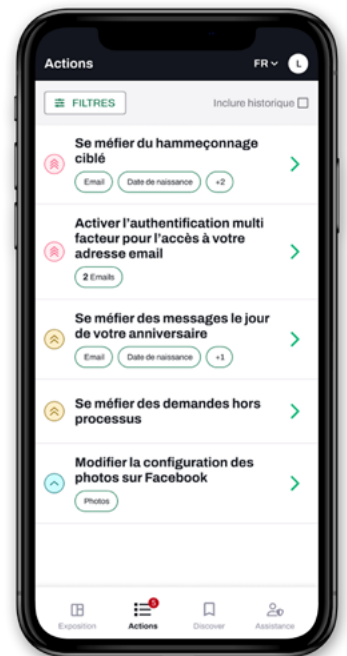 Actions FR L
FILTRES Inclure historique
Se méfier du hammeçonnage
ciblé
Email Date de naissance +2
Activer l'authentification multi
facteur pour l'accès à votre
adresse email
2 Emails
Se méfier des messages le jour
de votre anniversaire
Email Date de naissance +1
Se méfier des demandes hors
processus
Modifier la configuration des
photos sur Facebook
Photos
5
Exposition Actions Discover Assistance